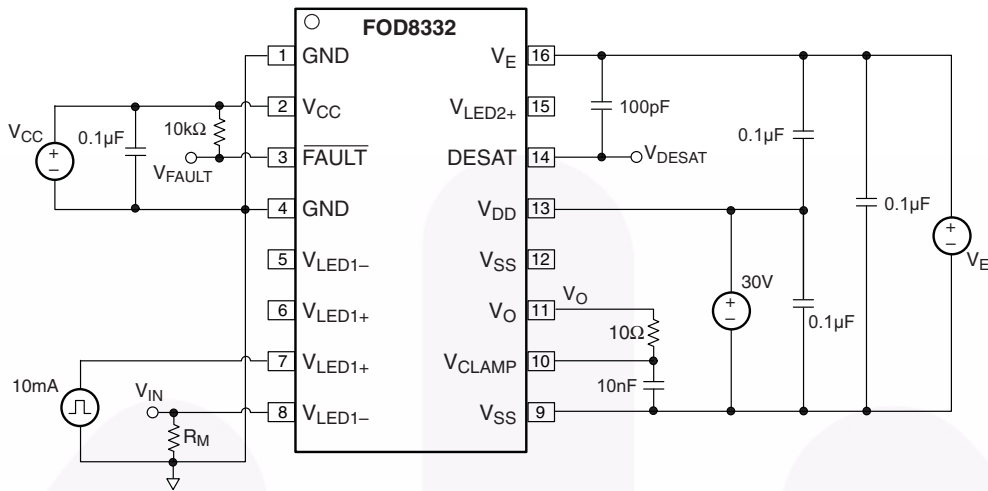 FOD8332
1 GND
2 VCC
3 FAULT
4 GND
5 VLED1–
6 VLED1+
7 VLED1+
8 VLED1–
VE 16
VLED2+ 15
DESAT 14
VDD 13
VSS 12
VO 11
VCLAMP 10
VSS 9
VCC
+
–
0.1µF
10kΩ
VFAULT
10mA
VIN
RM
100pF
VDESAT
0.1µF
0.1µF
+
–
VE
30V
+
–
0.1µF
VO
10Ω
10nF